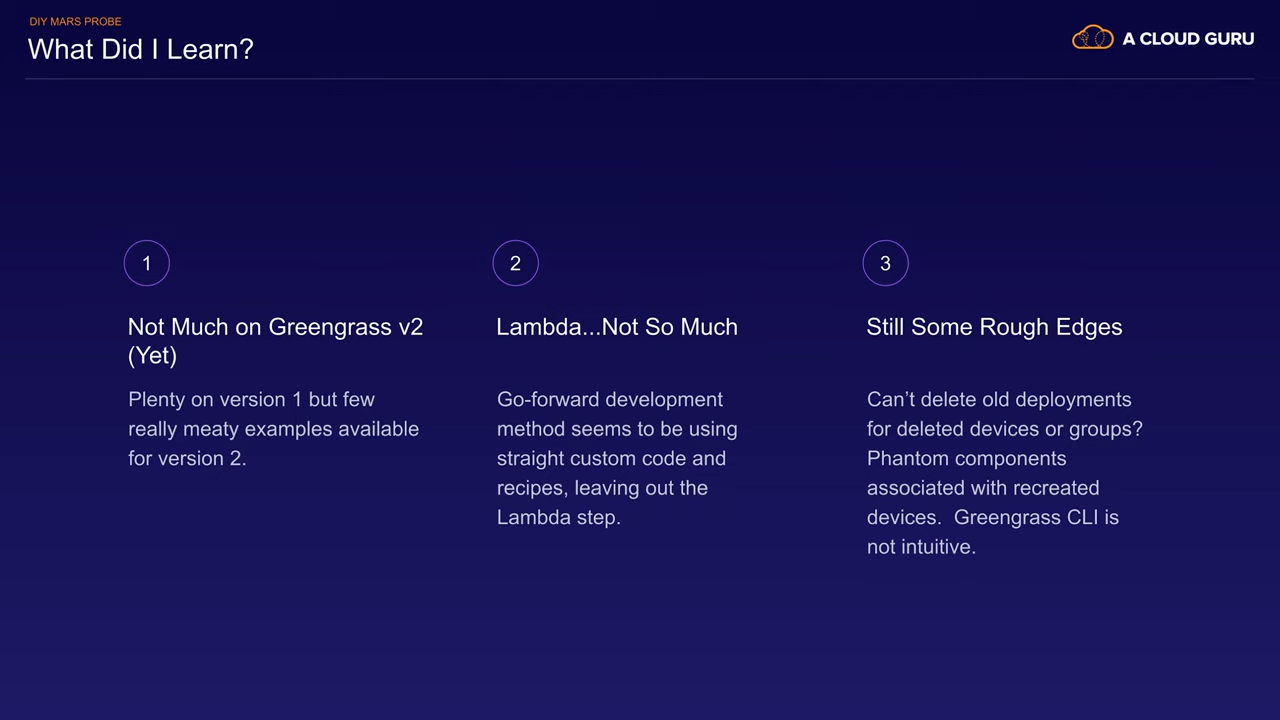 DIY MARS PROBE
What Did I Learn?
A CLOUD GURU
1
Not Much on Greengrass v2
(Yet)
Plenty on version 1 but few
really meaty examples available
for version 2.
2
Lambda...Not So Much
Go-forward development
method seems to be using
straight custom code and
recipes, leaving out the
Lambda step.
3
Still Some Rough Edges
Can’t delete old deployments
for deleted devices or groups?
Phantom components
associated with recreated
devices.  Greengrass CLI is
not intuitive.